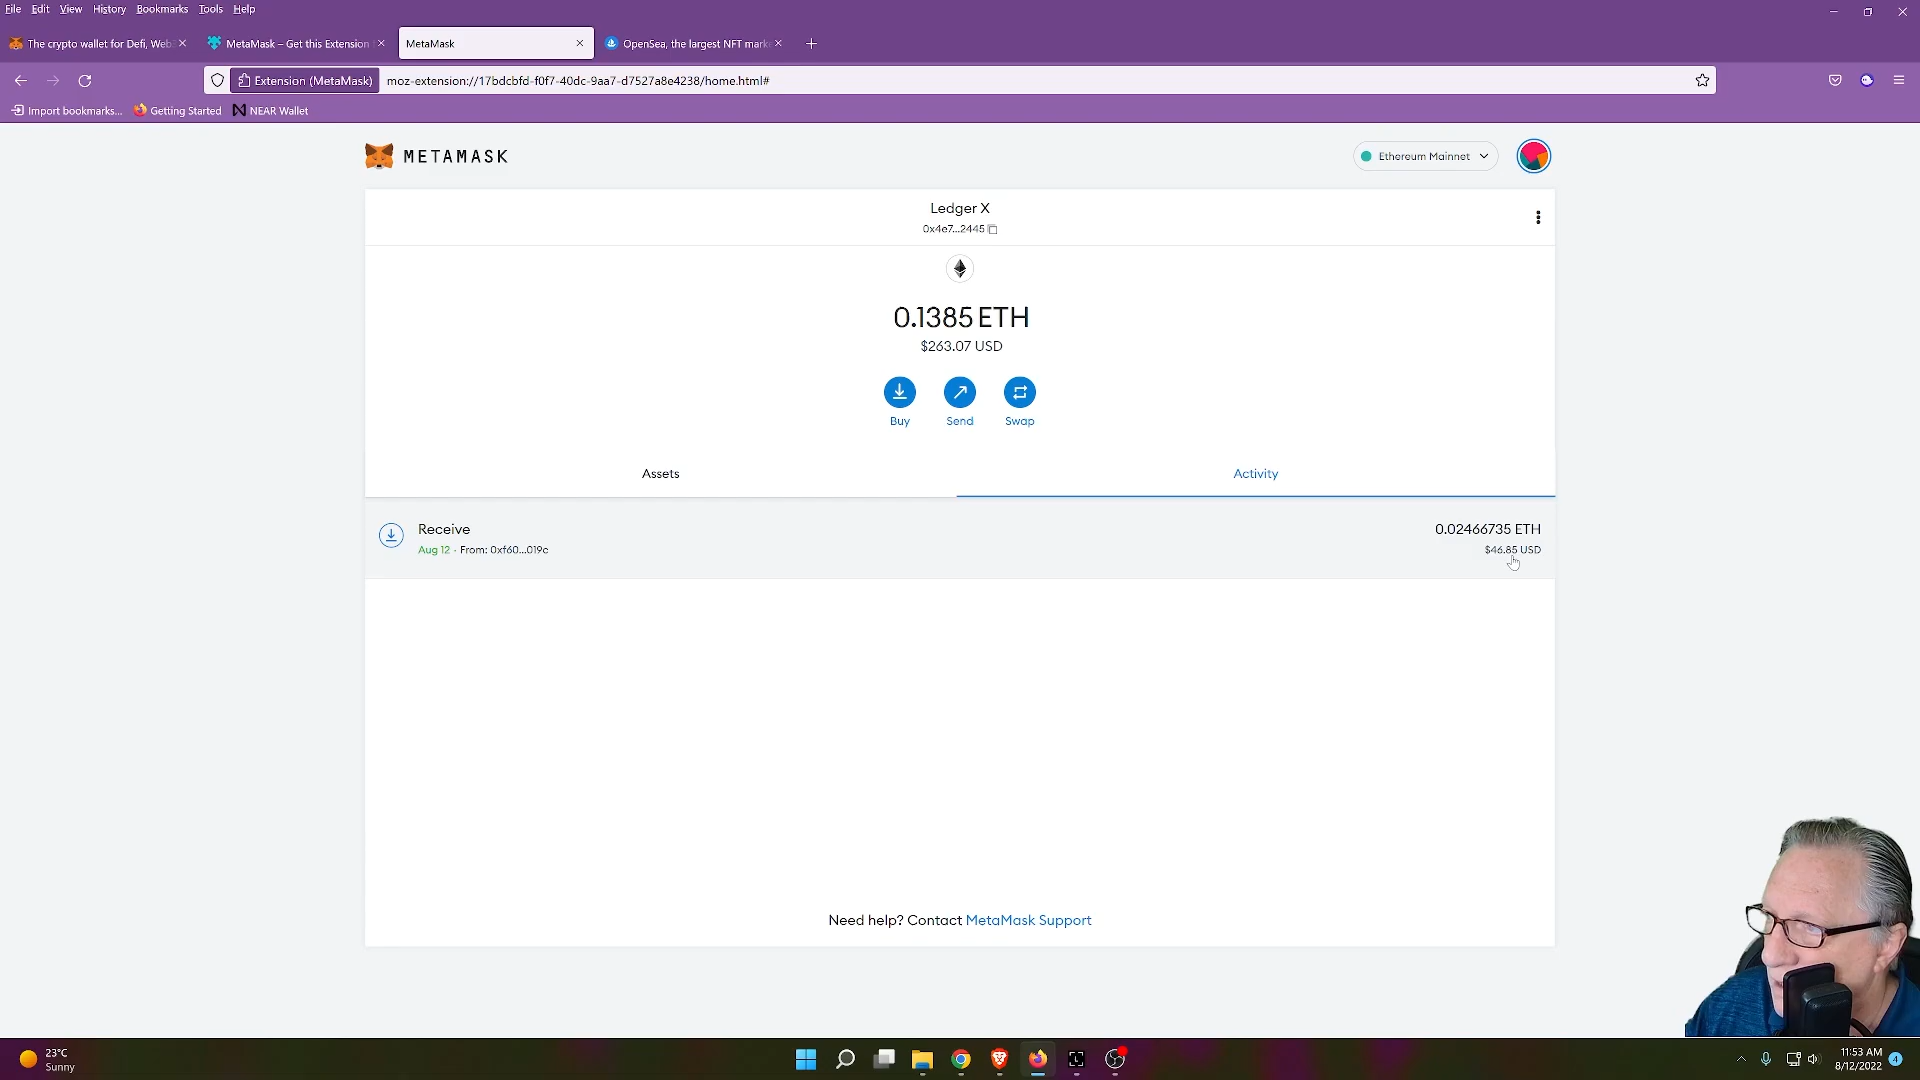 File Edit View History Bookmarks Tools Help
The crypto wallet for Defi, Web
MetaMask – Get this Extension
MetaMask
OpenSea, the largest NFT mark
Extension (MetaMask)
moz-extension://17bdcbfd-f0f7-40dc-9aa7-d7527a8e4238/home.html#
Import bookmarks...
Getting Started
NEAR Wallet
METAMASK
Ethereum Mainnet
Ledger X
0x4e7...2445
0.1385 ETH
$263.07 USD
Buy
Send
Swap
Assets
Activity
Receive
0.02466735 ETH
Aug 12 · From: 0xf60...019c
$46.85 USD
Need help? Contact MetaMask Support
23°C
Sunny
11:53 AM
8/12/2022
4